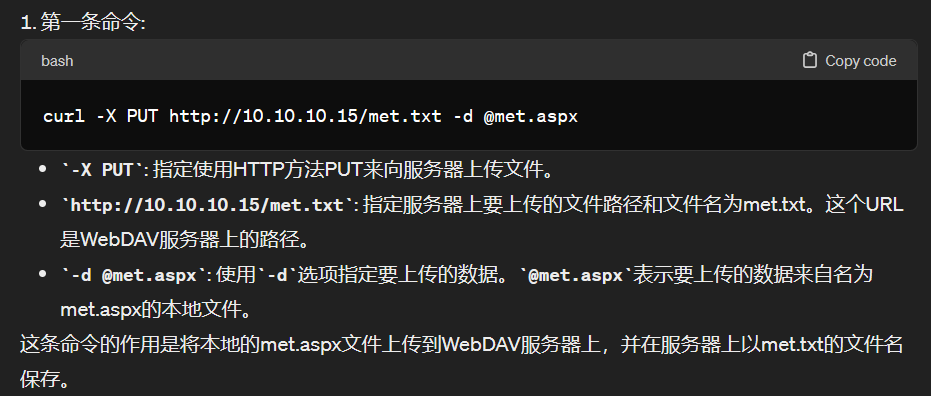 1. 第一条命令:
bash Copy code
curl -X PUT http://10.10.10.15/met.txt -d @met.aspx
• `-X PUT`: 指定使用HTTP方法PUT来向服务器上传文件。
• `http://10.10.10.15/met.txt`: 指定服务器上要上传的文件路径和文件名为met.txt。这个URL
是WebDAV服务器上的路径。
• `-d @met.aspx`: 使用`-d`选项指定要上传的数据。`@met.aspx`表示要上传的数据来自名为
met.aspx的本地文件。
这条命令的作用是将本地的met.aspx文件上传到WebDAV服务器上，并在服务器上以met.txt的文件名
保存。